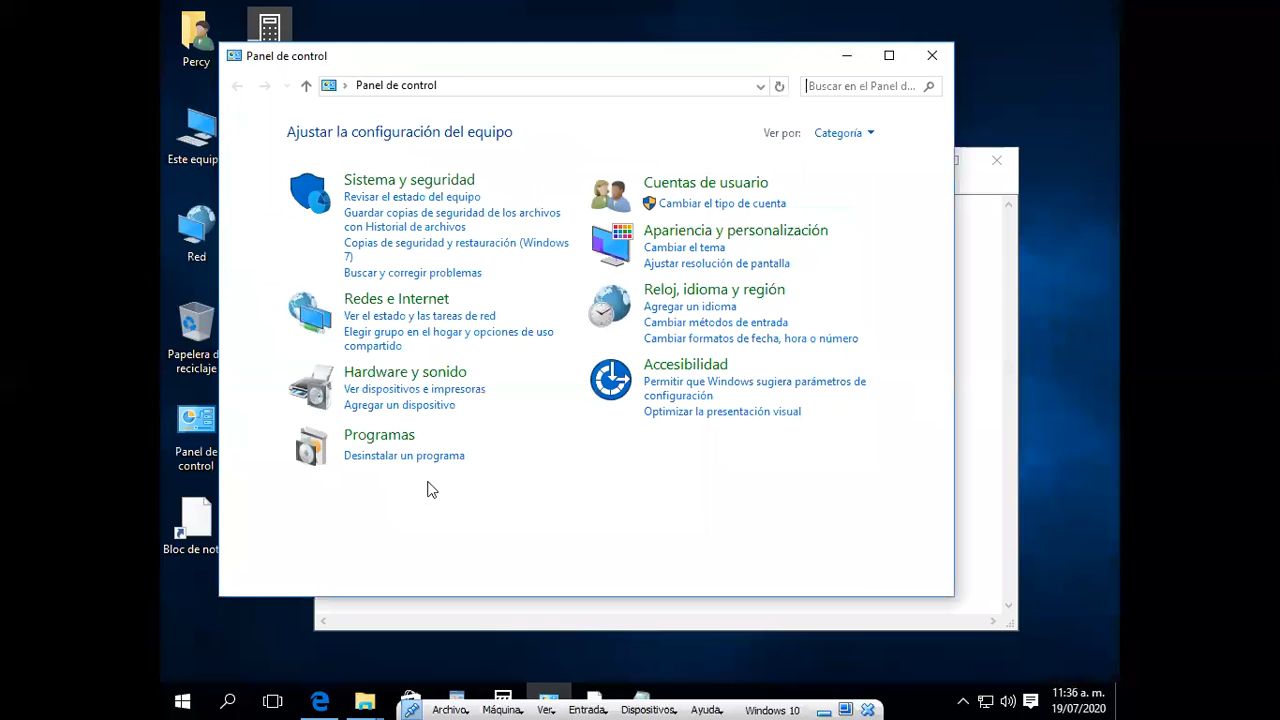 Percy
Este equip
Red
Papelera d
reciclaje
Panel de
control
Bloc de not
Panel de control
Panel de control
Buscar en el Panel d...
Ajustar la configuración del equipo
Ver por: Categoría
Sistema y seguridad
Revisar el estado del equipo
Guardar copias de seguridad de los archivos
con Historial de archivos
Copias de seguridad y restauración (Windows
7)
Buscar y corregir problemas
Redes e Internet
Ver el estado y las tareas de red
Elegir grupo en el hogar y opciones de uso
compartido
Hardware y sonido
Ver dispositivos e impresoras
Agregar un dispositivo
Programas
Desinstalar un programa
Cuentas de usuario
Cambiar el tipo de cuenta
Apariencia y personalización
Cambiar el tema
Ajustar resolución de pantalla
Reloj, idioma y región
Agregar un idioma
Cambiar métodos de entrada
Cambiar formatos de fecha, hora o número
Accesibilidad
Permitir que Windows sugiera parámetros de
configuración
Optimizar la presentación visual
Archivo Máquina Ver Entrada Dispositivos Ayuda Windows 10
11:36 a. m.
19/07/2020